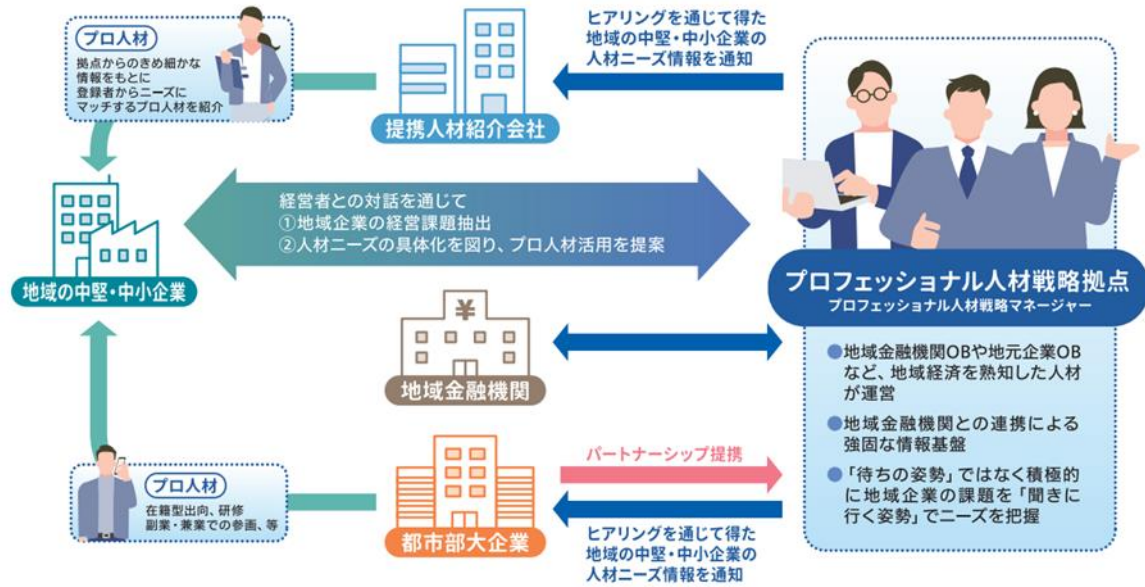 プロ人材
拠点からのきめ細かな
情報をもとに
登録者からニーズに
マッチするプロ人材を紹介
提携人材紹介会社
ヒアリングを通じて得た
地域の中堅・中小企業の
人材ニーズ情報を通知
経営者との対話を通じて
①地域企業の経営課題抽出
②人材ニーズの具体化を図り、プロ人材活用を提案
地域の中堅・中小企業
¥
地域金融機関
プロフェッショナル人材戦略拠点
プロフェッショナル人材戦略マネージャー
●地域金融機関OBや地元企業OB
など、地域経済を熟知した人材
が運営
●地域金融機関との連携による
強固な情報基盤
●「待ちの姿勢」ではなく積極的
に地域企業の課題を「聞きに
行く姿勢」でニーズを把握
プロ人材
在籍型出向、研修
副業・兼業での参画、等
都市部大企業
パートナーシップ提携
ヒアリングを通じて得た
地域の中堅・中小企業の
人材ニーズ情報を通知